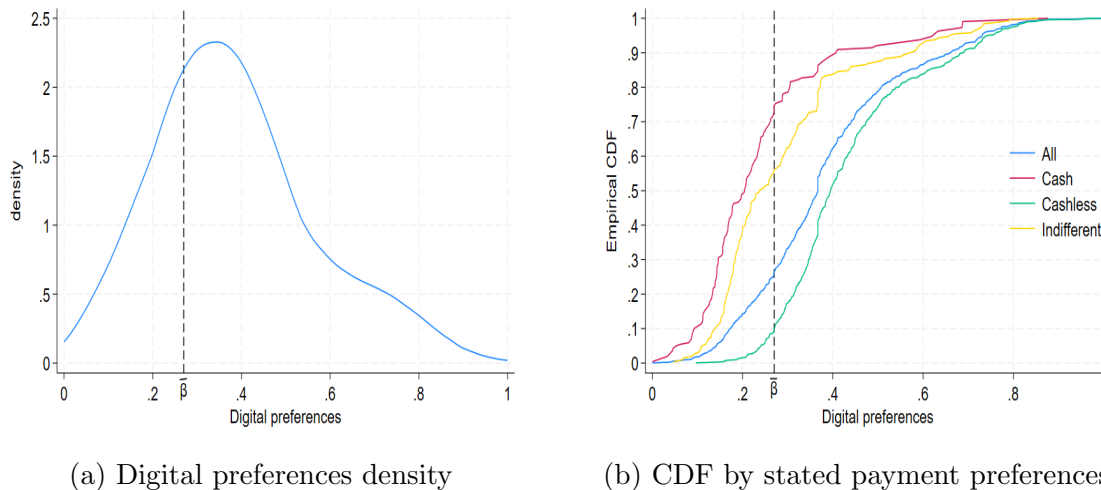 2.5
2
1.5
1
.5
0
density
0 .2 β̄ .4 .6 .8 1
Digital preferences
(a) Digital preferences density
1
.9
.8
.7
.6
.5
.4
.3
.2
.1
0
Empirical CDF
All
Cash
Cashless
Indifferent
0 .2 β̄ .4 .6 .8
Digital preferences
(b) CDF by stated payment preferences